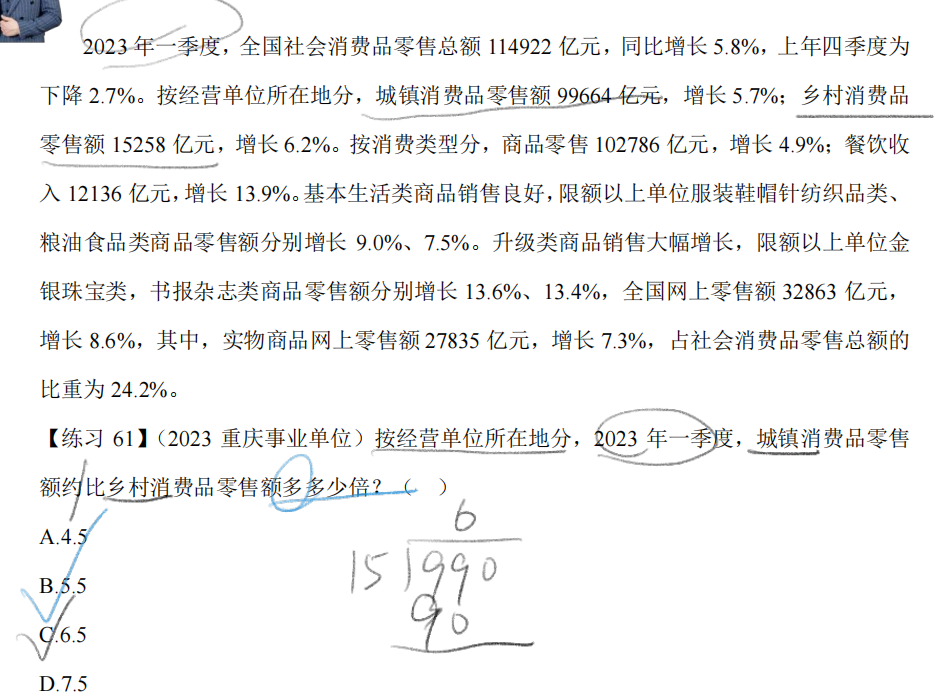 2023 年一季度，全国社会消费品零售总额 114922 亿元，同比增长 5.8%，上年四季度为
下降 2.7%。按经营单位所在地分，城镇消费品零售额 99664 亿元，增长 5.7%；乡村消费品
零售额 15258 亿元，增长 6.2%。按消费类型分，商品零售 102786 亿元，增长 4.9%；餐饮收
入 12136 亿元，增长 13.9%。基本生活类商品销售良好，限额以上单位服装鞋帽针纺织品类、
粮油食品类商品零售额分别增长 9.0%、7.5%。升级类商品销售大幅增长，限额以上单位金
银珠宝类，书报杂志类商品零售额分别增长 13.6%、13.4%，全国网上零售额 32863 亿元，
增长 8.6%，其中，实物商品网上零售额 27835 亿元，增长 7.3%，占社会消费品零售总额的
比重为 24.2%。
【练习 61】（2023 重庆事业单位）按经营单位所在地分，2023 年一季度，城镇消费品零售
额约比乡村消费品零售额多多少倍？（ ）
A.4.5
B.5.5
C.6.5
D.7.5
6
15 990
90